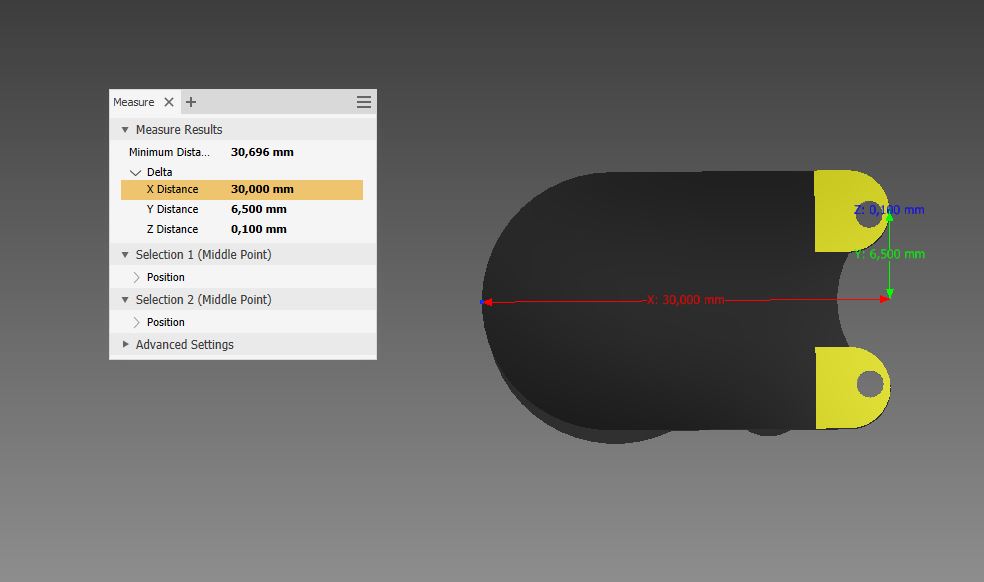 Measure
Measure Results
Minimum Dista... 30,696 mm
Delta
X Distance 30,000 mm
Y Distance 6,500 mm
Z Distance 0,100 mm
Selection 1 (Middle Point)
Position
Selection 2 (Middle Point)
Position
Advanced Settings
Z: 0,100 mm
Y: 6,500 mm
X: 30,000 mm